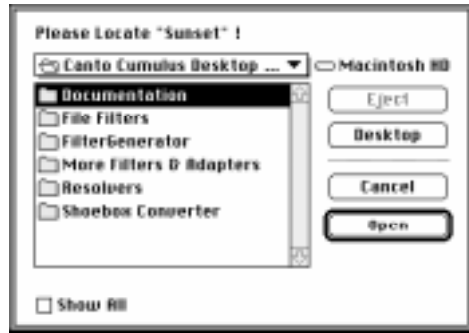 Please Locate "Sunset" !
Canto Cumulus Desktop ...
Macintosh HD
Documentation
File Filters
FilterGenerator
More Filters & Adapters
Resolvers
Shoebox Converter
Eject
Desktop
Cancel
Open
Show All